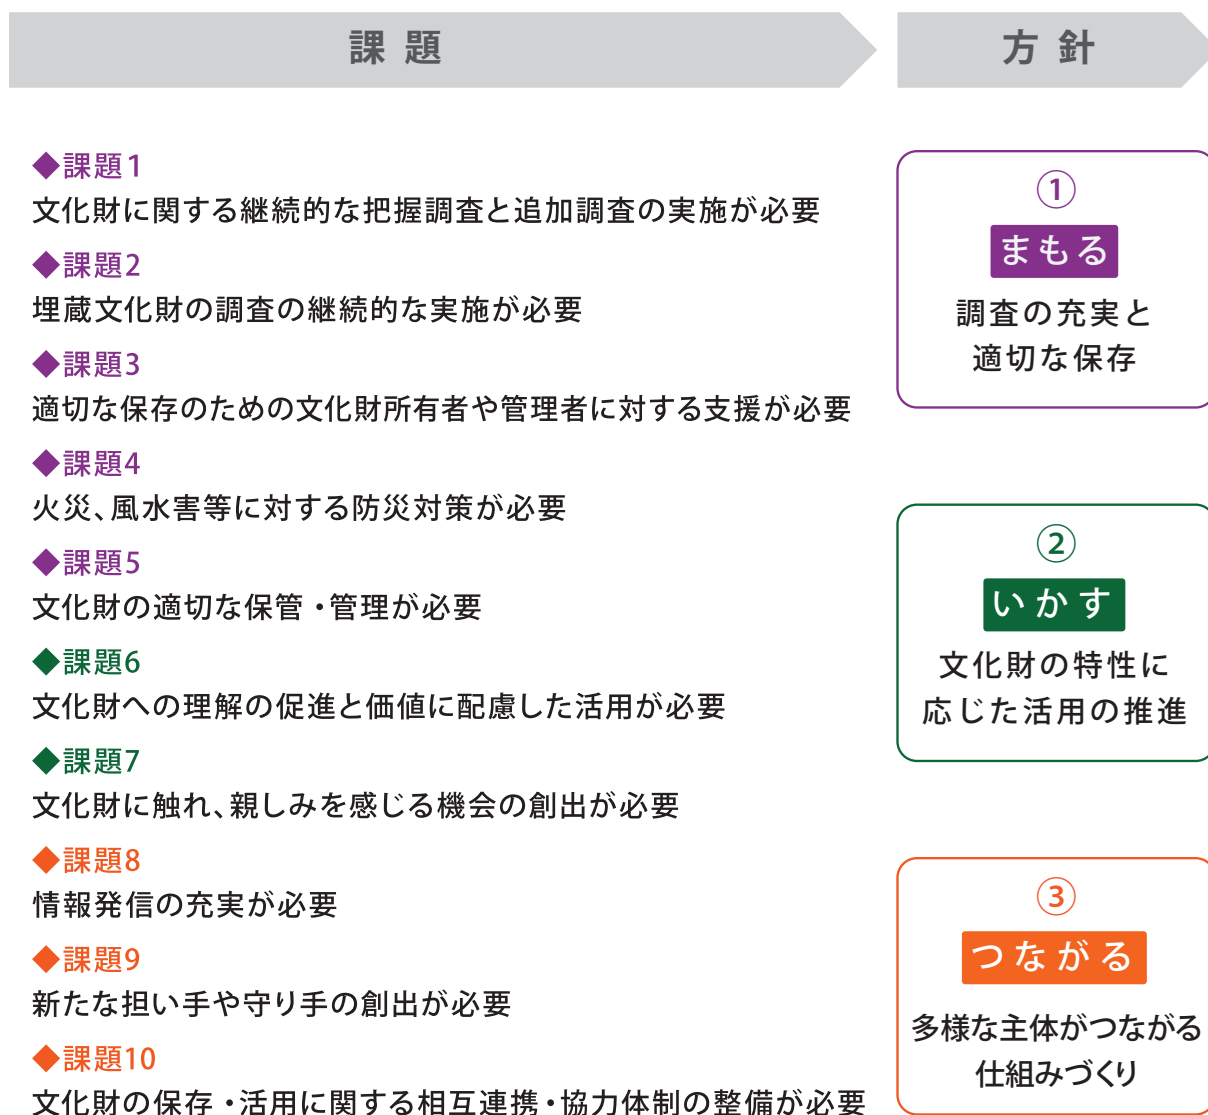 課題
方針
◆課題1
文化財に関する継続的な把握調査と追加調査の実施が必要
◆課題2
埋蔵文化財の調査の継続的な実施が必要
◆課題3
適切な保存のための文化財所有者や管理者に対する支援が必要
◆課題4
火災、風水害等に対する防災対策が必要
◆課題5
文化財の適切な保管・管理が必要
◆課題6
文化財への理解の促進と価値に配慮した活用が必要
◆課題7
文化財に触れ、親しみを感じる機会の創出が必要
◆課題8
情報発信の充実が必要
◆課題9
新たな担い手や守り手の創出が必要
◆課題10
文化財の保存・活用に関する相互連携・協力体制の整備が必要
①
まもる
調査の充実と
適切な保存
②
いかす
文化財の特性に
応じた活用の推進
③
つながる
多様な主体がつながる
仕組みづくり